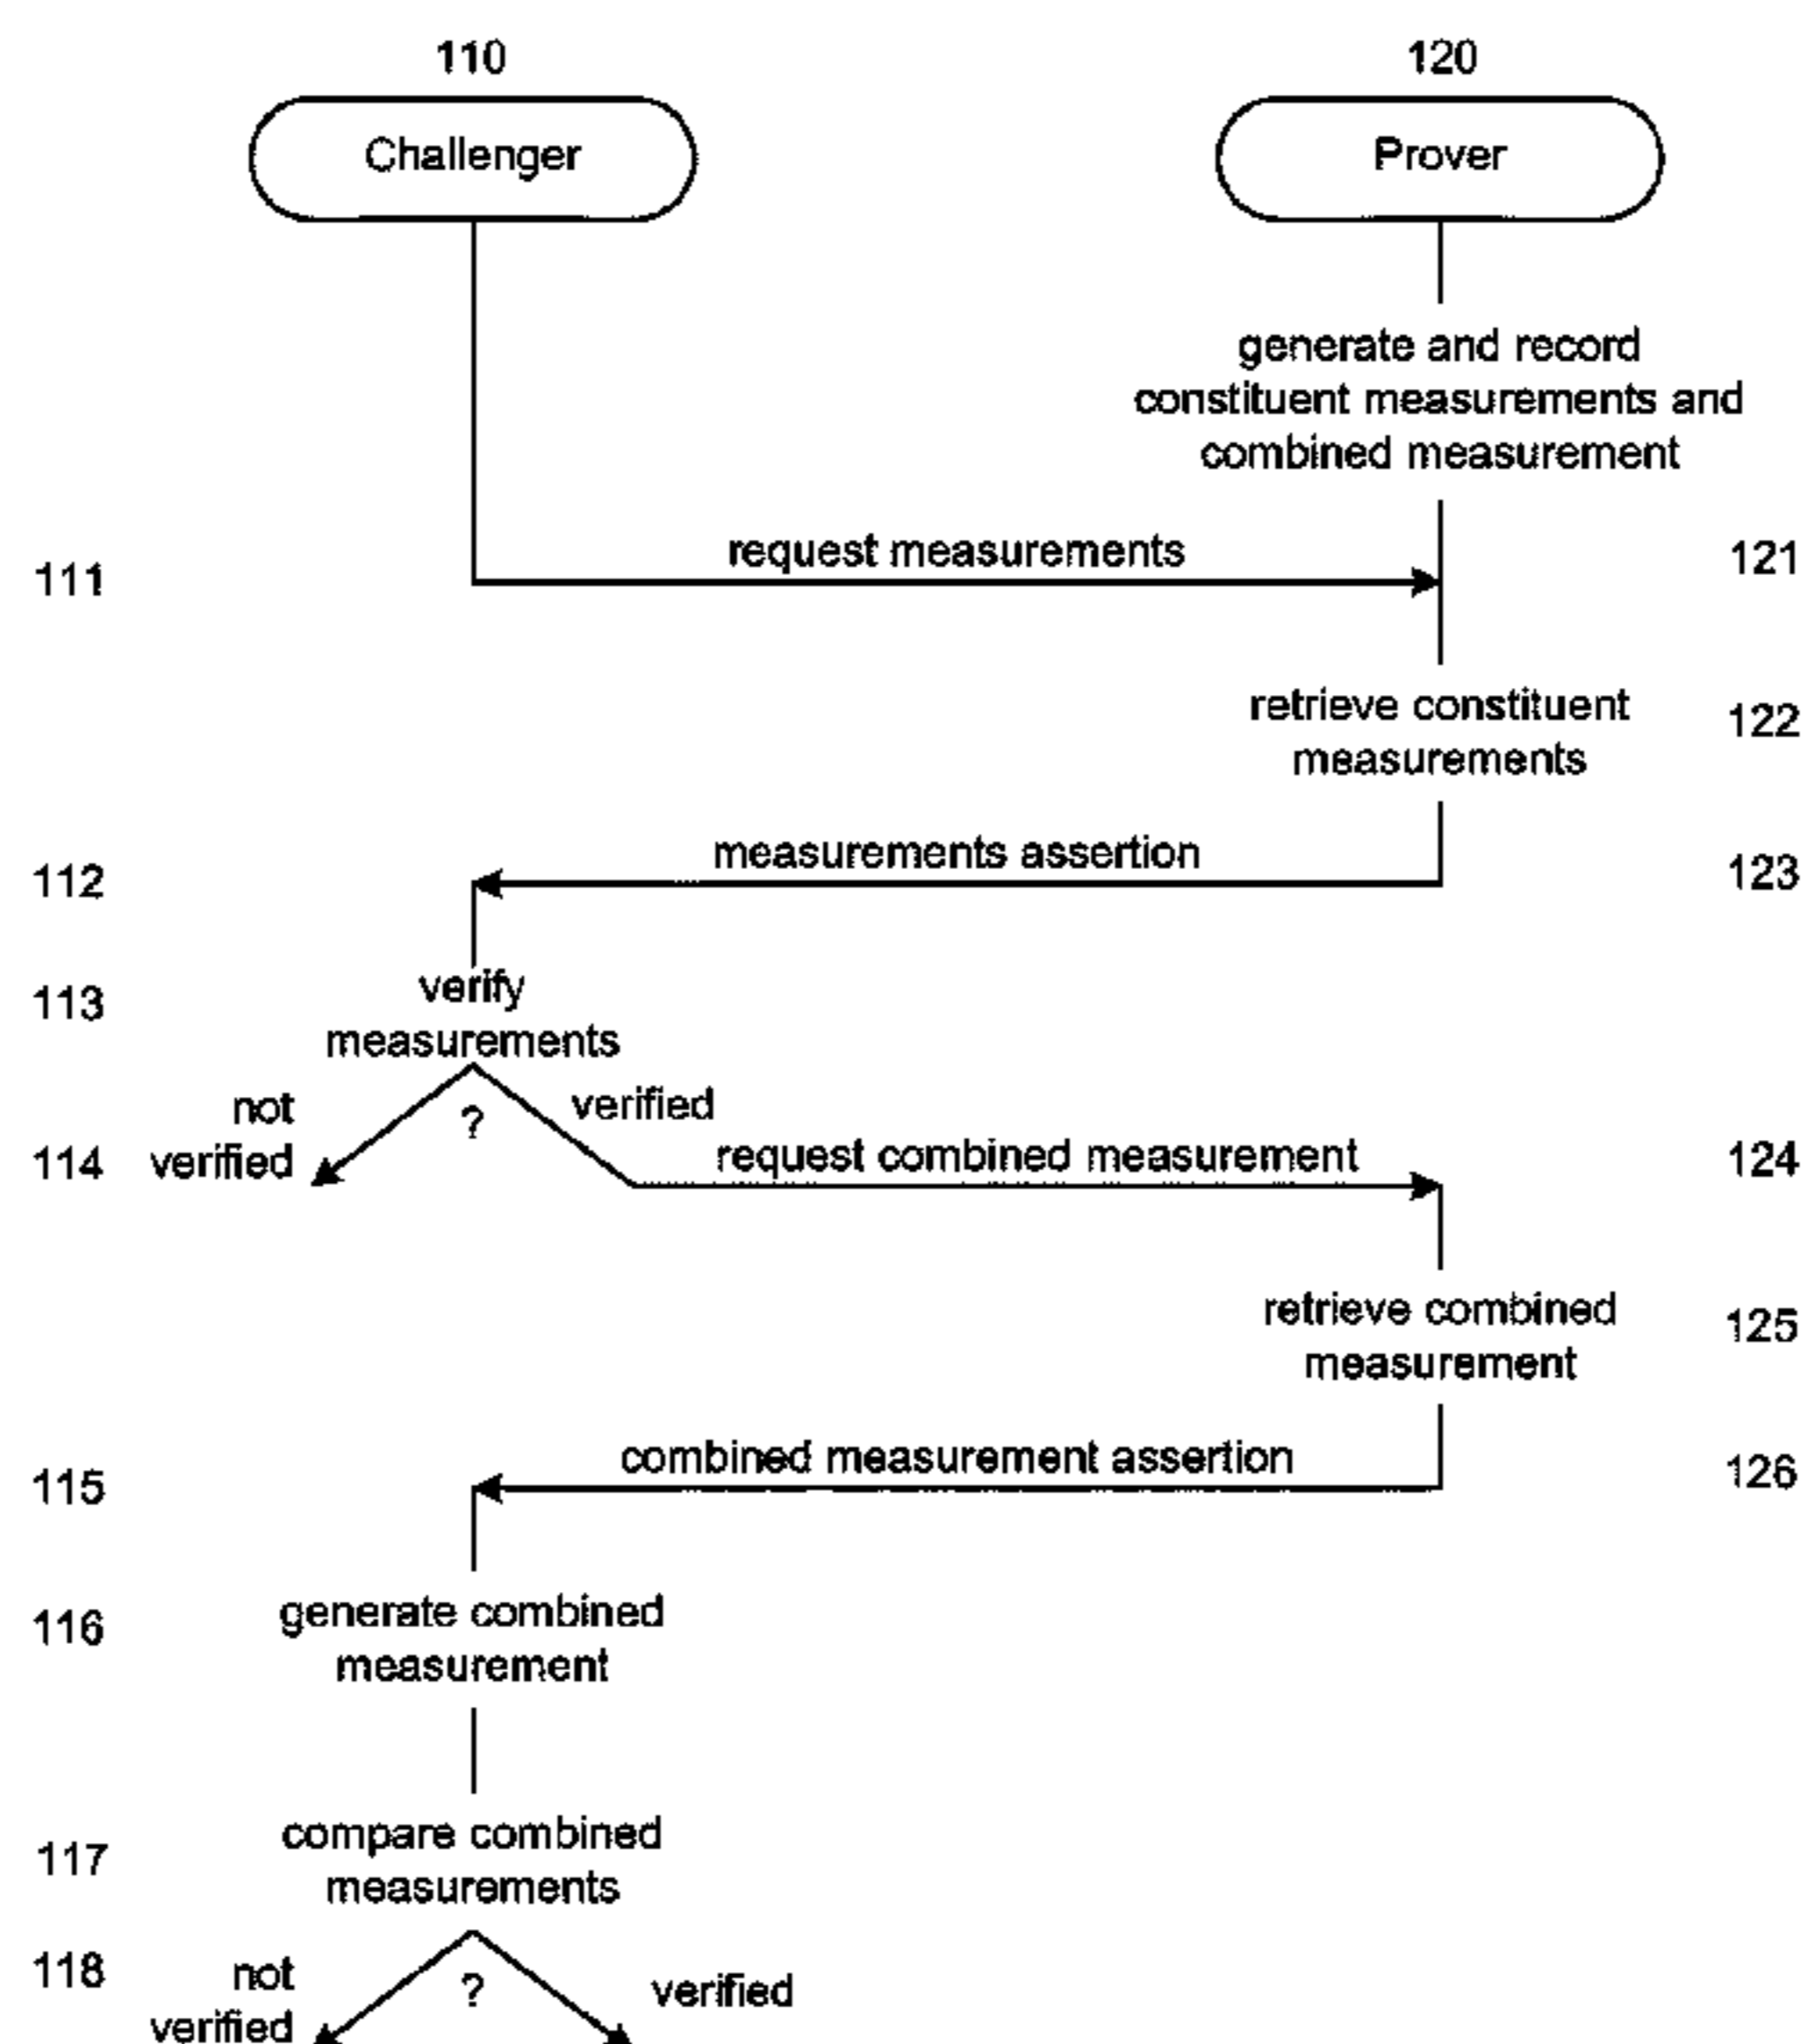 110
120
Challenger
Prover
generate and record
constituent measurements and
combined measurement
111
request measurements
121
retrieve constituent
measurements
122
112
measurements assertion
123
113
verify
measurements
not
verified
?
verified
114
request combined measurement
124
retrieve combined
measurement
125
115
combined measurement assertion
126
116
generate combined
measurement
117
compare combined
measurements
118
not
verified
?
verified